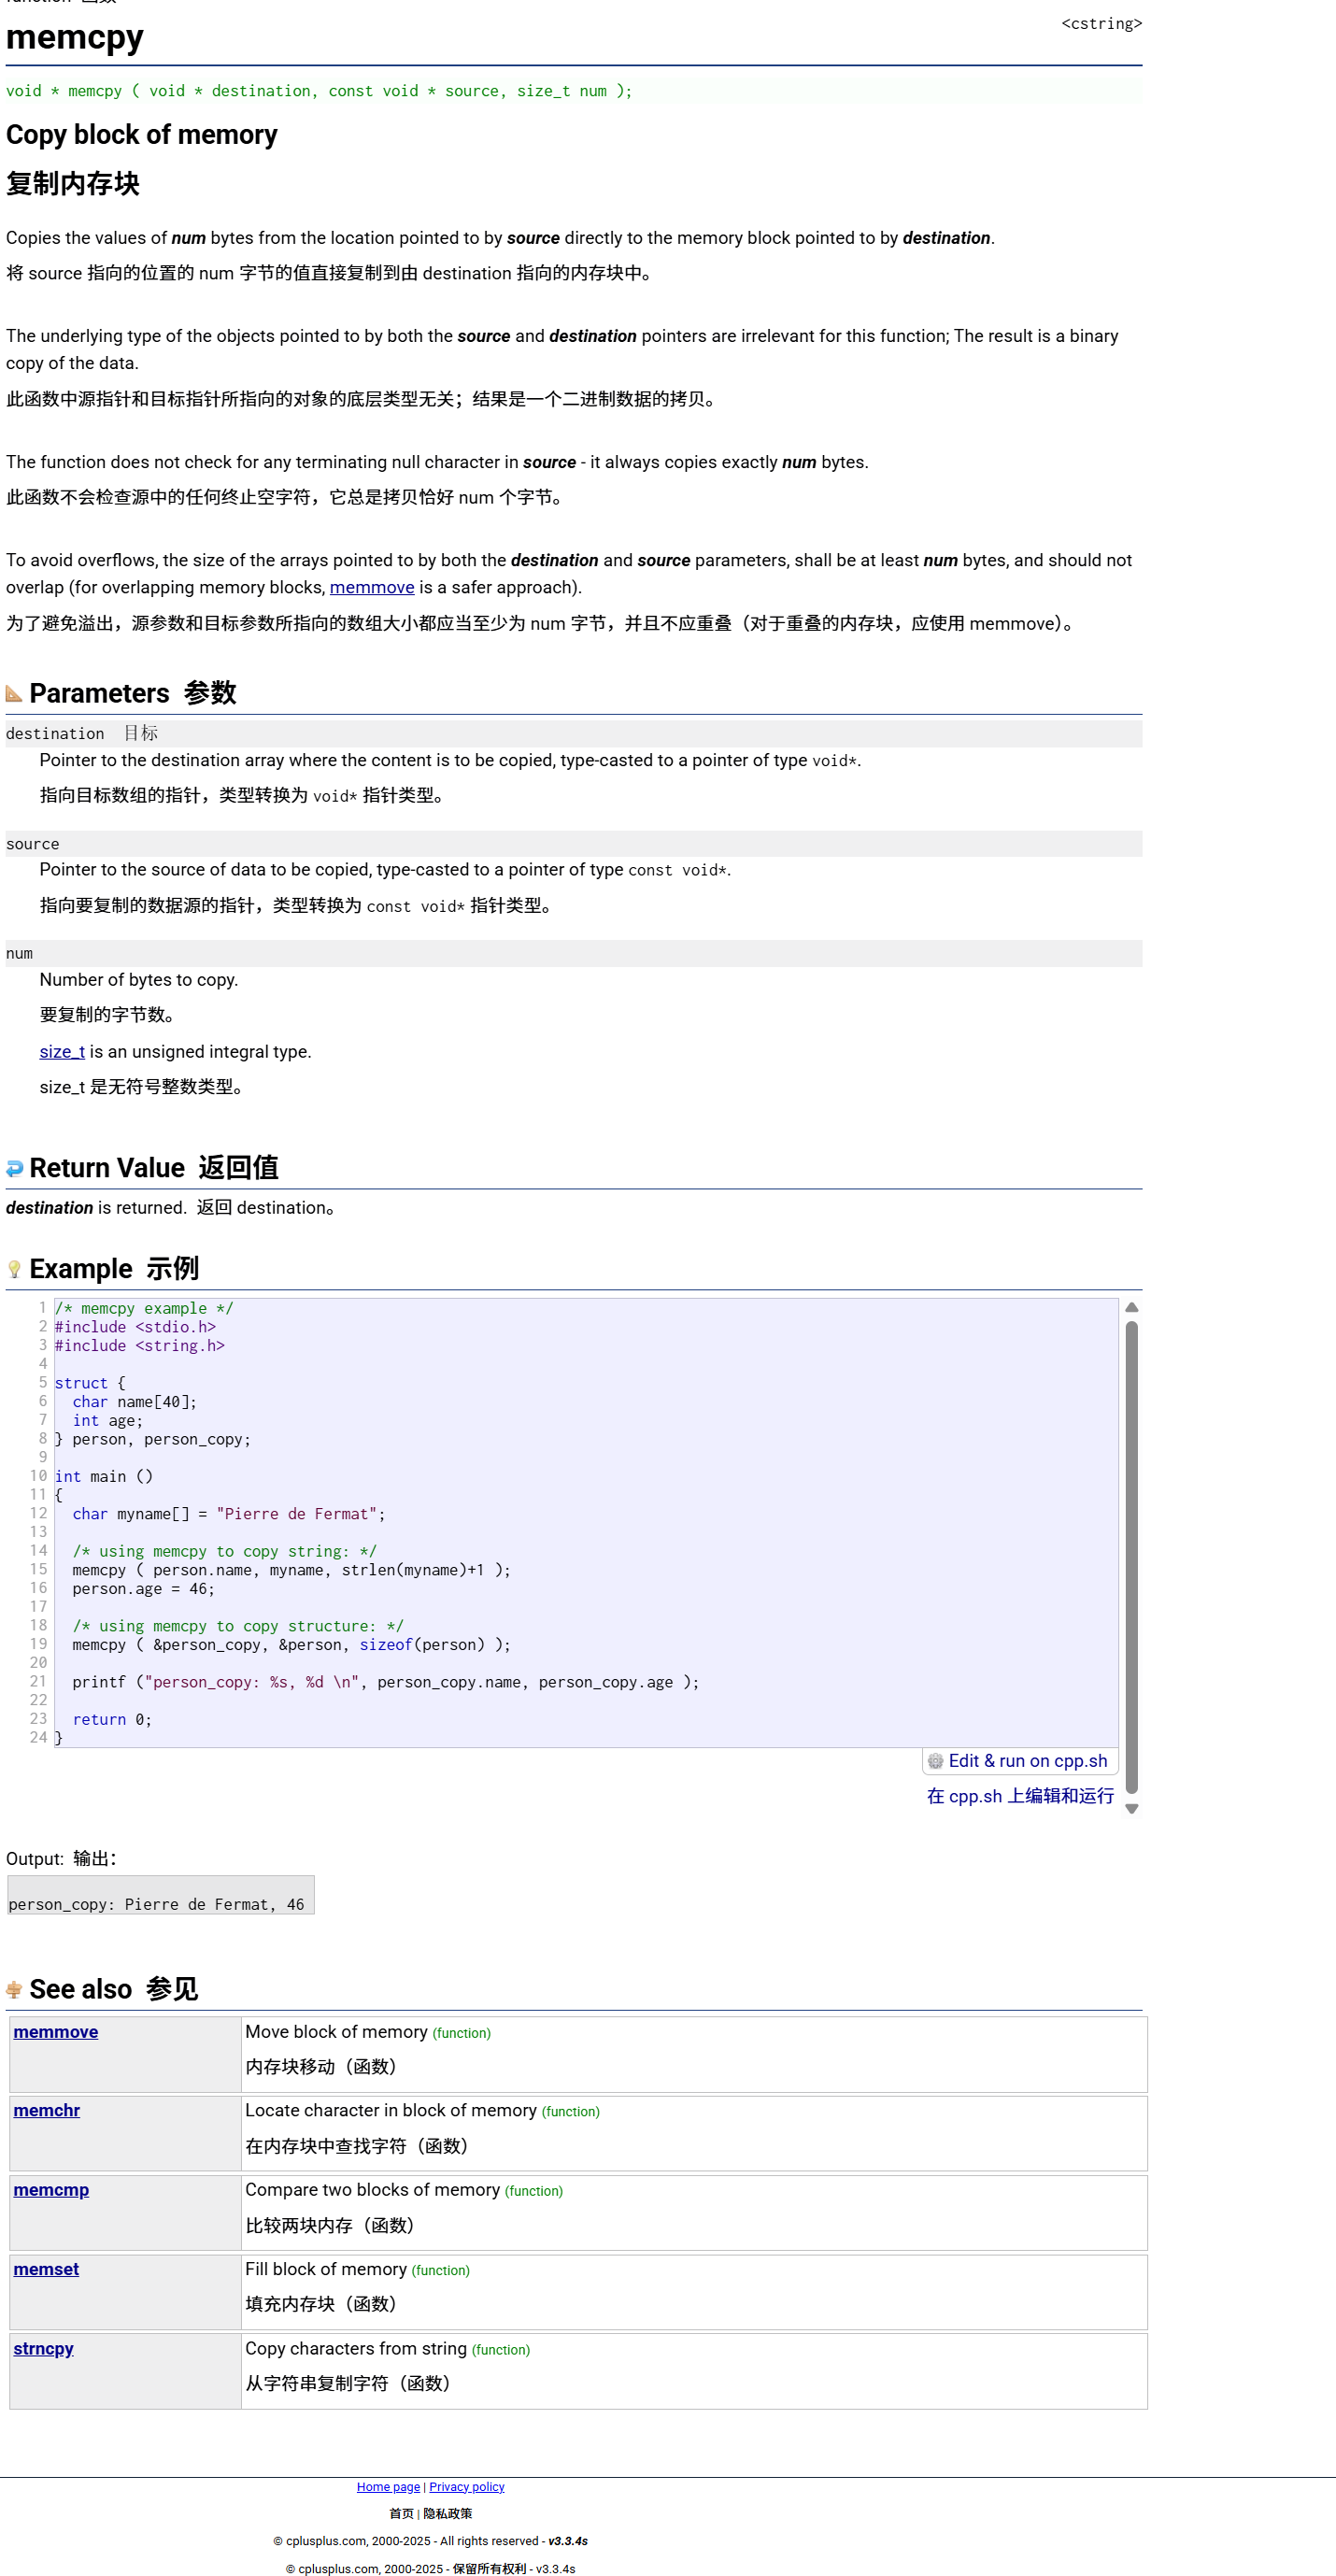 function 函数
memcpy
<cstring>
void * memcpy ( void * destination, const void * source, size_t num );
Copy block of memory
复制内存块
Copies the values of num bytes from the location pointed to by source directly to the memory block pointed to by destination.
将 source 指向的位置的 num 字节的值直接复制到由 destination 指向的内存块中。
The underlying type of the objects pointed to by both the source and destination pointers are irrelevant for this function; The result is a binary
copy of the data.
此函数中源指针和目标指针所指向的对象的底层类型无关；结果是一个二进制数据的拷贝。
The function does not check for any terminating null character in source - it always copies exactly num bytes.
此函数不会检查源中的任何终止空字符，它总是拷贝恰好 num 个字节。
To avoid overflows, the size of the arrays pointed to by both the destination and source parameters, shall be at least num bytes, and should not
overlap (for overlapping memory blocks, memmove is a safer approach).
为了避免溢出，源参数和目标参数所指向的数组大小都应当至少为 num 字节，并且不应重叠（对于重叠的内存块，应使用 memmove）。
Parameters 参数
destination 目标
Pointer to the destination array where the content is to be copied, type-casted to a pointer of type void*.
指向目标数组的指针，类型转换为 void* 指针类型。
source
Pointer to the source of data to be copied, type-casted to a pointer of type const void*.
指向要复制的数据源的指针，类型转换为 const void* 指针类型。
num
Number of bytes to copy.
要复制的字节数。
size_t is an unsigned integral type.
size_t 是无符号整数类型。
Return Value 返回值
destination is returned. 返回 destination。
Example 示例
1 /* memcpy example */
2 #include <stdio.h>
3 #include <string.h>
4
5 struct {
6 char name[40];
7 int age;
8 } person, person_copy;
9
10 int main ()
11 {
12 char myname[] = "Pierre de Fermat";
13
14 /* using memcpy to copy string: */
15 memcpy ( person.name, myname, strlen(myname)+1 );
16 person.age = 46;
17
18 /* using memcpy to copy structure: */
19 memcpy ( &person_copy, &person, sizeof(person) );
20
21 printf ("person_copy: %s, %d \n", person_copy.name, person_copy.age );
22
23 return 0;
24 }
Edit & run on cpp.sh
在 cpp.sh 上编辑和运行
Output: 输出：
person_copy: Pierre de Fermat, 46
See also 参见
memmove
Move block of memory (function)
内存块移动（函数）
memchr
Locate character in block of memory (function)
在内存块中查找字符（函数）
memcmp
Compare two blocks of memory (function)
比较两块内存（函数）
memset
Fill block of memory (function)
填充内存块（函数）
strncpy
Copy characters from string (function)
从字符串复制字符（函数）
Home page | Privacy policy
首页 | 隐私政策
© cplusplus.com, 2000-2025 - All rights reserved - v3.3.4s
© cplusplus.com, 2000-2025 - 保留所有权利 - v3.3.4s